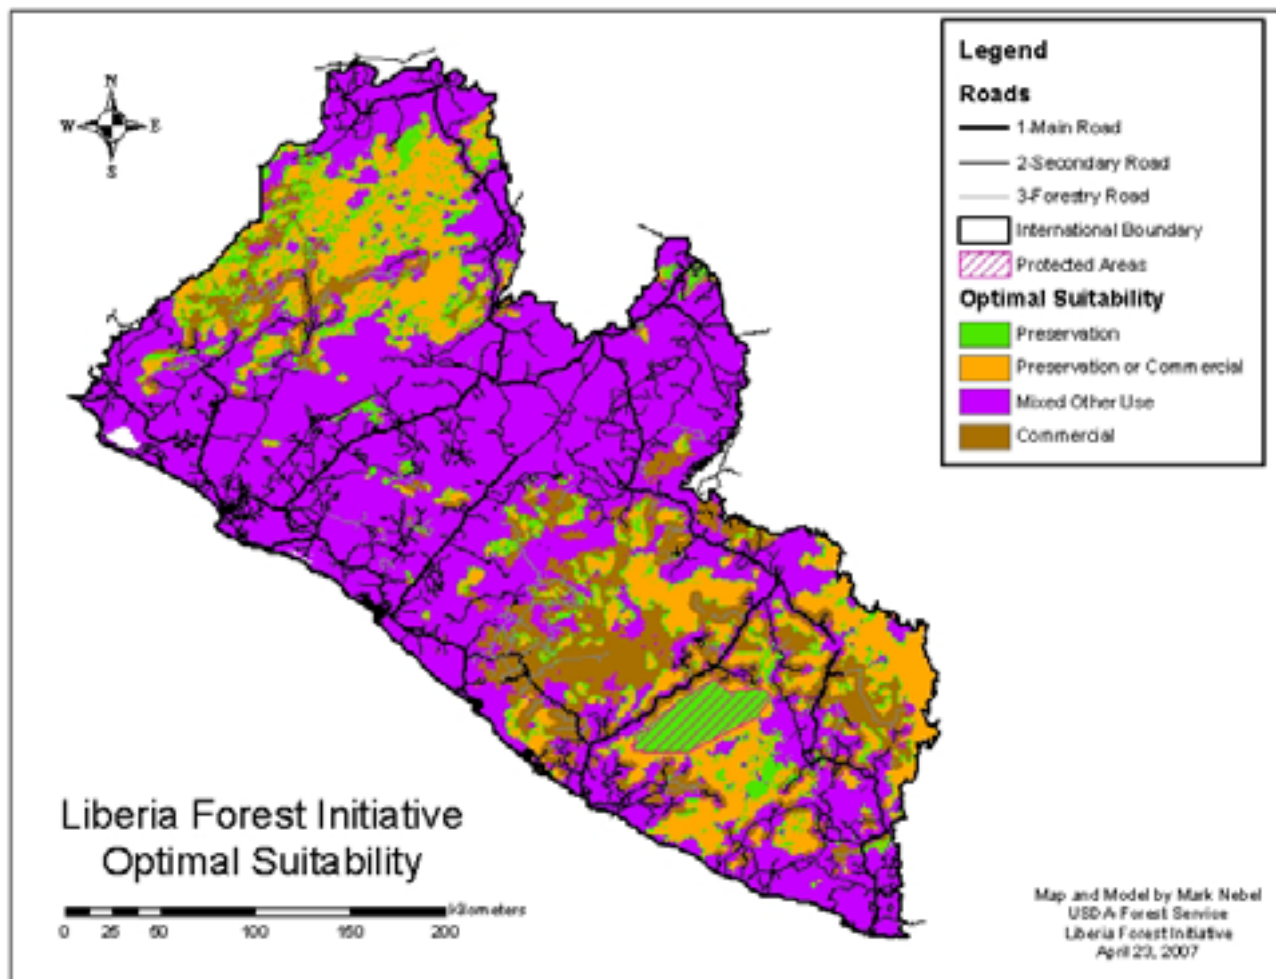 N
W E
S
Legend
Roads
1-Main Road
2-Secondary Road
3-Forestry Road
International Boundary
Protected Areas
Optimal Suitability
Preservation
Preservation or Commercial
Mixed Other Use
Commercial
Liberia Forest Initiative
Optimal Suitability
Kilometers
0 25 50 100 150 200
Map and Model by Mark Nebel
USDA Forest Service
Liberia Forest Initiative
April 23, 2007